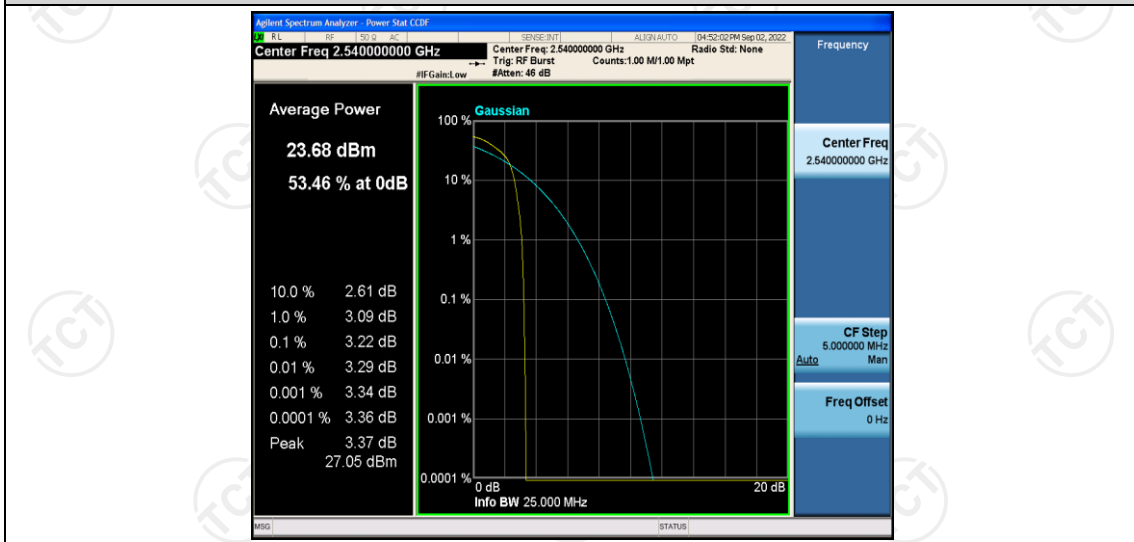 Agilent Spectrum Analyzer - Power Stat CCDF
LXI RL RF 50 Ω AC SENSE:INT ALIGN AUTO 04:52:02 PM Sep 02, 2022
Center Freq 2.540000000 GHz
Center Freq: 2.540000000 GHz Radio Std: None
Trig: RF Burst Counts:1.00 M/1.00 Mpt
#IFGain:Low #Atten: 46 dB
Frequency
Average Power
23.68 dBm
53.46 % at 0dB
10.0 % 2.61 dB
1.0 % 3.09 dB
0.1 % 3.22 dB
0.01 % 3.29 dB
0.001 % 3.34 dB
0.0001 % 3.36 dB
Peak 3.37 dB
27.05 dBm
Gaussian
100 %
10 %
1 %
0.1 %
0.01 %
0.001 %
0.0001 %
0 dB 20 dB
Info BW 25.000 MHz
Center Freq
2.540000000 GHz
CF Step
5.000000 MHz
Auto Man
Freq Offset
0 Hz
MSG STATUS
TCT
TCT
TCT
TCT
TCT
TCT